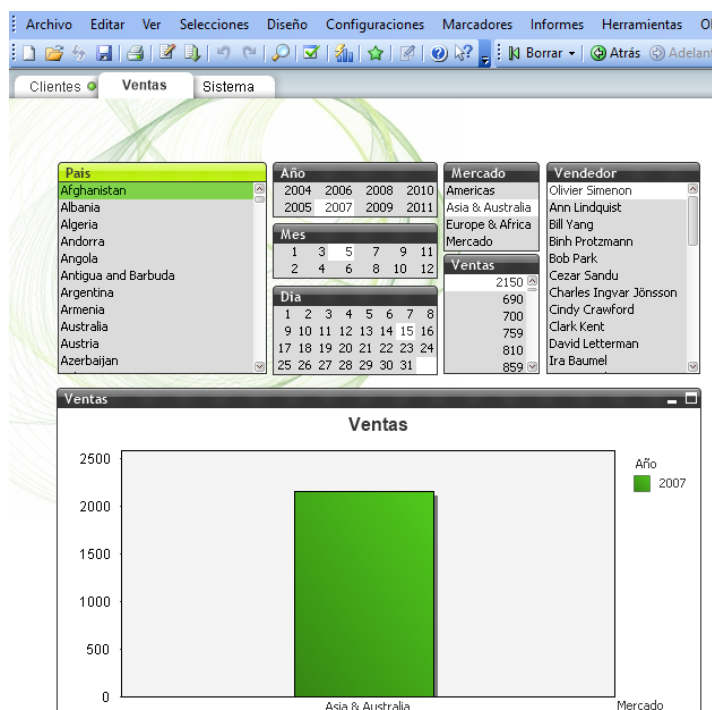 Archivo Editar Ver Selecciones Diseño Configuraciones Marcadores Informes Herramientas
Borrar Atrás Adelant
Clientes Ventas Sistema
Pais
Afghanistan
Albania
Algeria
Andorra
Angola
Antigua and Barbuda
Argentina
Armenia
Australia
Austria
Azerbaijan
Año
2004 2006 2008 2010
2005 2007 2009 2011
Mes
1 3 5 7 9 11
2 4 6 8 10 12
Dia
1 2 3 4 5 6 7 8
9 10 11 12 13 14 15 16
17 18 19 20 21 22 23 24
25 26 27 28 29 30 31
Mercado
Americas
Asia & Australia
Europe & Africa
Mercado
Ventas
2150
690
700
759
810
859
Vendedor
Olivier Simenon
Ann Lindquist
Bill Yang
Binh Protzmann
Bob Park
Cezar Sandu
Charles Ingvar Jönsson
Cindy Crawford
Clark Kent
David Letterman
Ira Baumel
Ventas
Ventas
2500
2000
1500
1000
500
0
Asia & Australia
Mercado
Año
2007